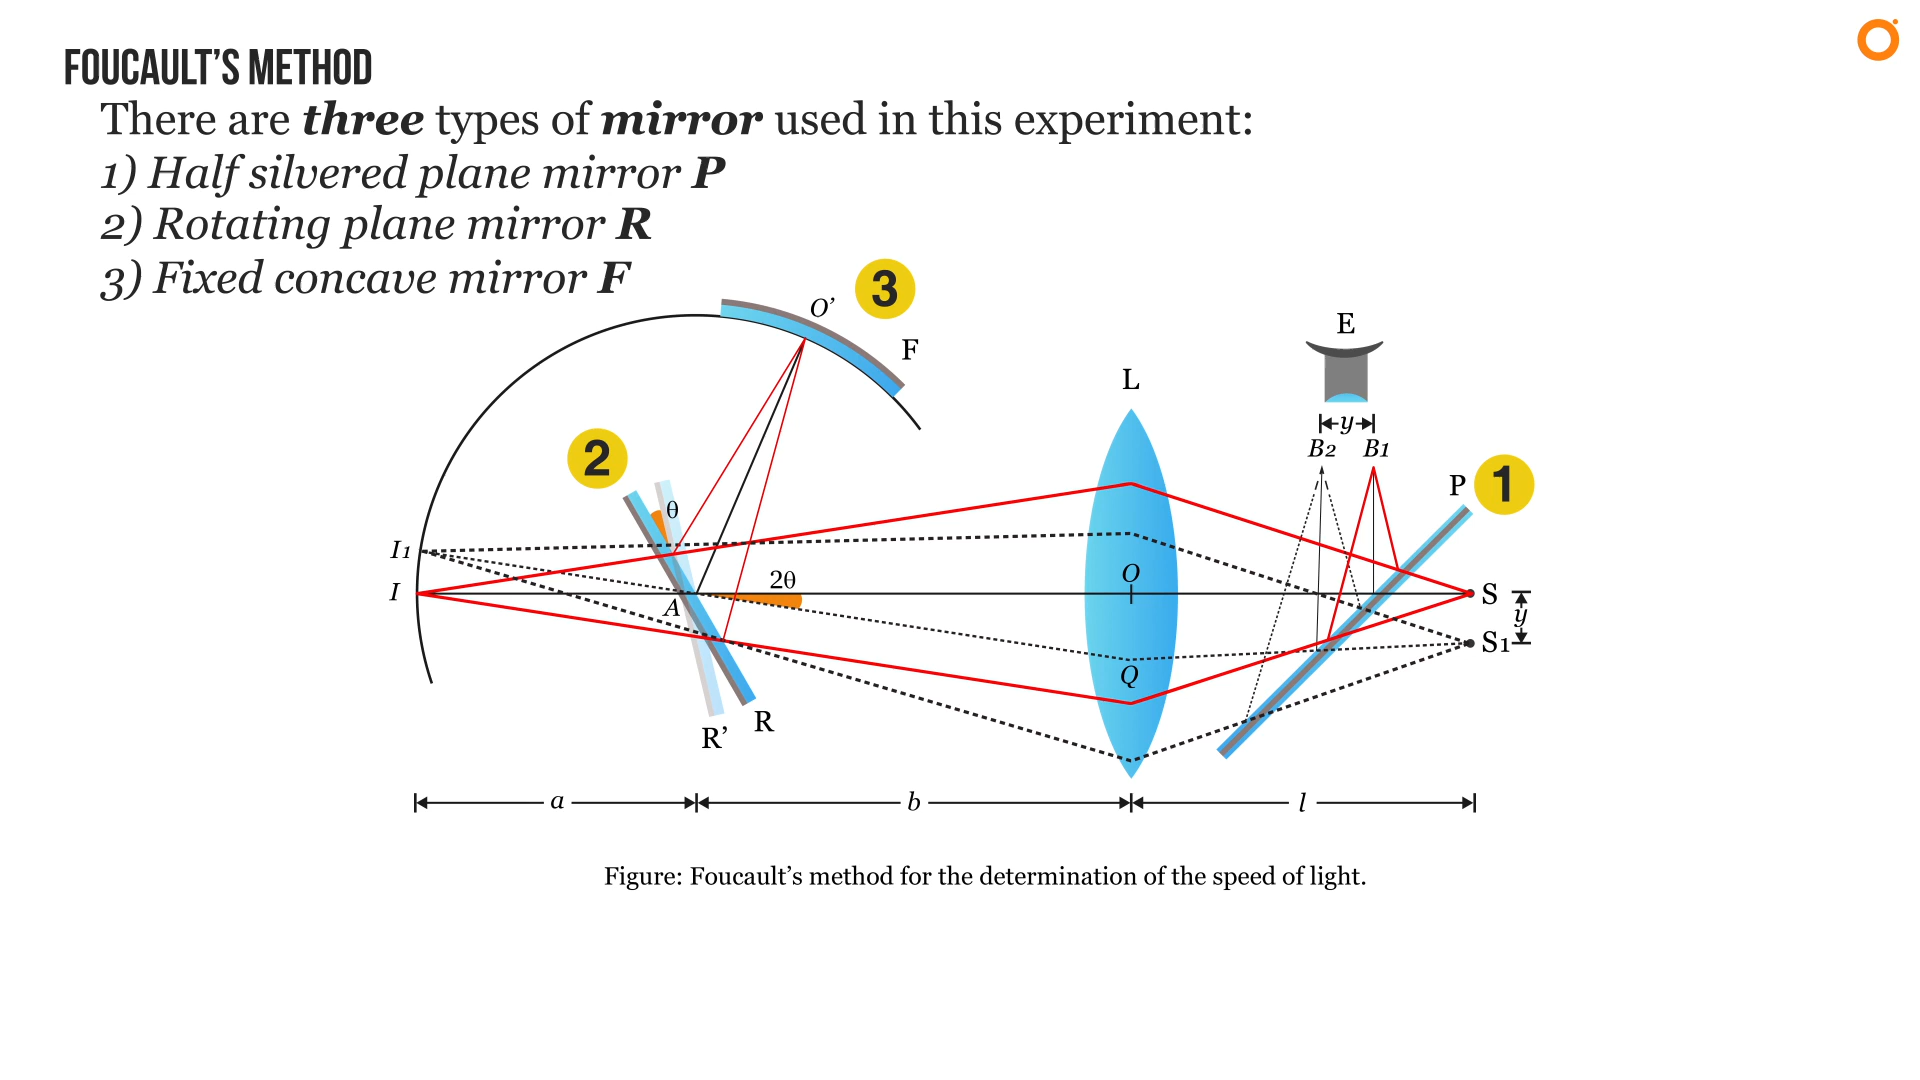 FOUCAULT’S METHOD
There are three types of mirror used in this experiment:
1) Half silvered plane mirror P
2) Rotating plane mirror R
3) Fixed concave mirror F
3
O’
F
E
L
y
B2 B1
2
P
1
θ
I1
I
2θ
A
O
S
y
S1
Q
R’
R
a
b
l
Figure: Foucault’s method for the determination of the speed of light.